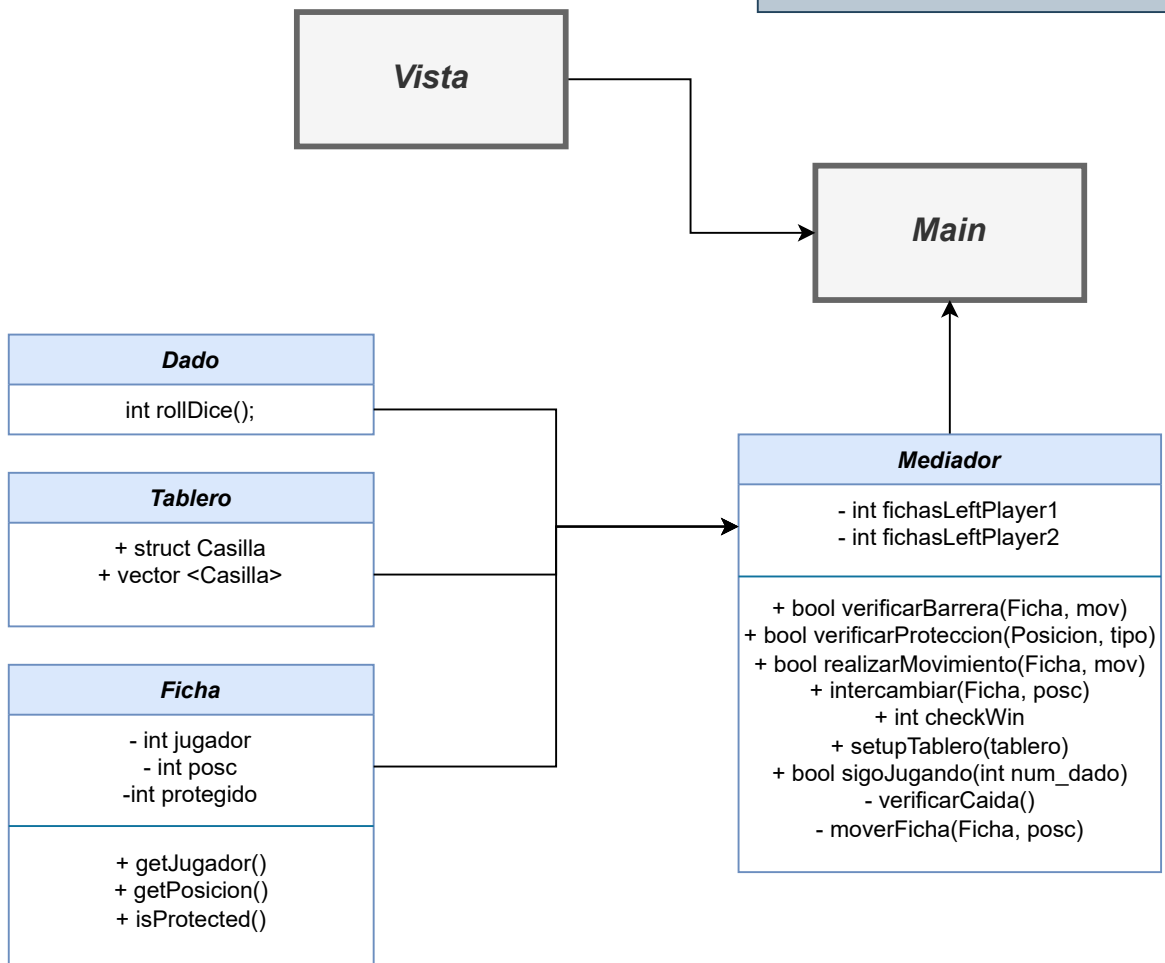 Vista
Main
Dado
int rollDice();
Tablero
+ struct Casilla
+ vector <Casilla>
Ficha
- int jugador
- int posc
-int protegido
+ getJugador()
+ getPosicion()
+ isProtected()
Mediador
- int fichasLeftPlayer1
- int fichasLeftPlayer2
+ bool verificarBarrera(Ficha, mov)
+ bool verificarProteccion(Posicion, tipo)
+ bool realizarMovimiento(Ficha, mov)
+ intercambiar(Ficha, posc)
+ int checkWin
+ setupTablero(tablero)
+ bool sigoJugando(int num_dado)
- verificarCaida()
- moverFicha(Ficha, posc)